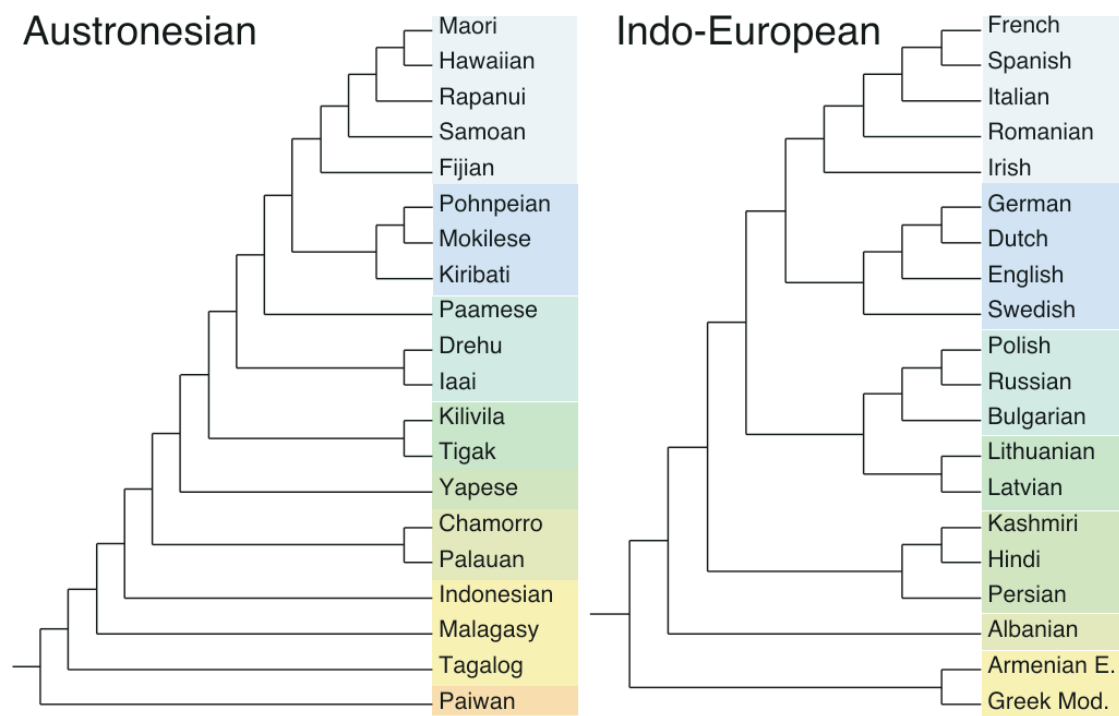 Austronesian
Maori
Hawaiian
Rapanui
Samoan
Fijian
Pohnpeian
Mokilese
Kiribati
Paamese
Drehu
Iaai
Kilivila
Tigak
Yapese
Chamorro
Palauan
Indonesian
Malagasy
Tagalog
Paiwan
Indo-European
French
Spanish
Italian
Romanian
Irish
German
Dutch
English
Swedish
Polish
Russian
Bulgarian
Lithuanian
Latvian
Kashmiri
Hindi
Persian
Albanian
Armenian E.
Greek Mod.